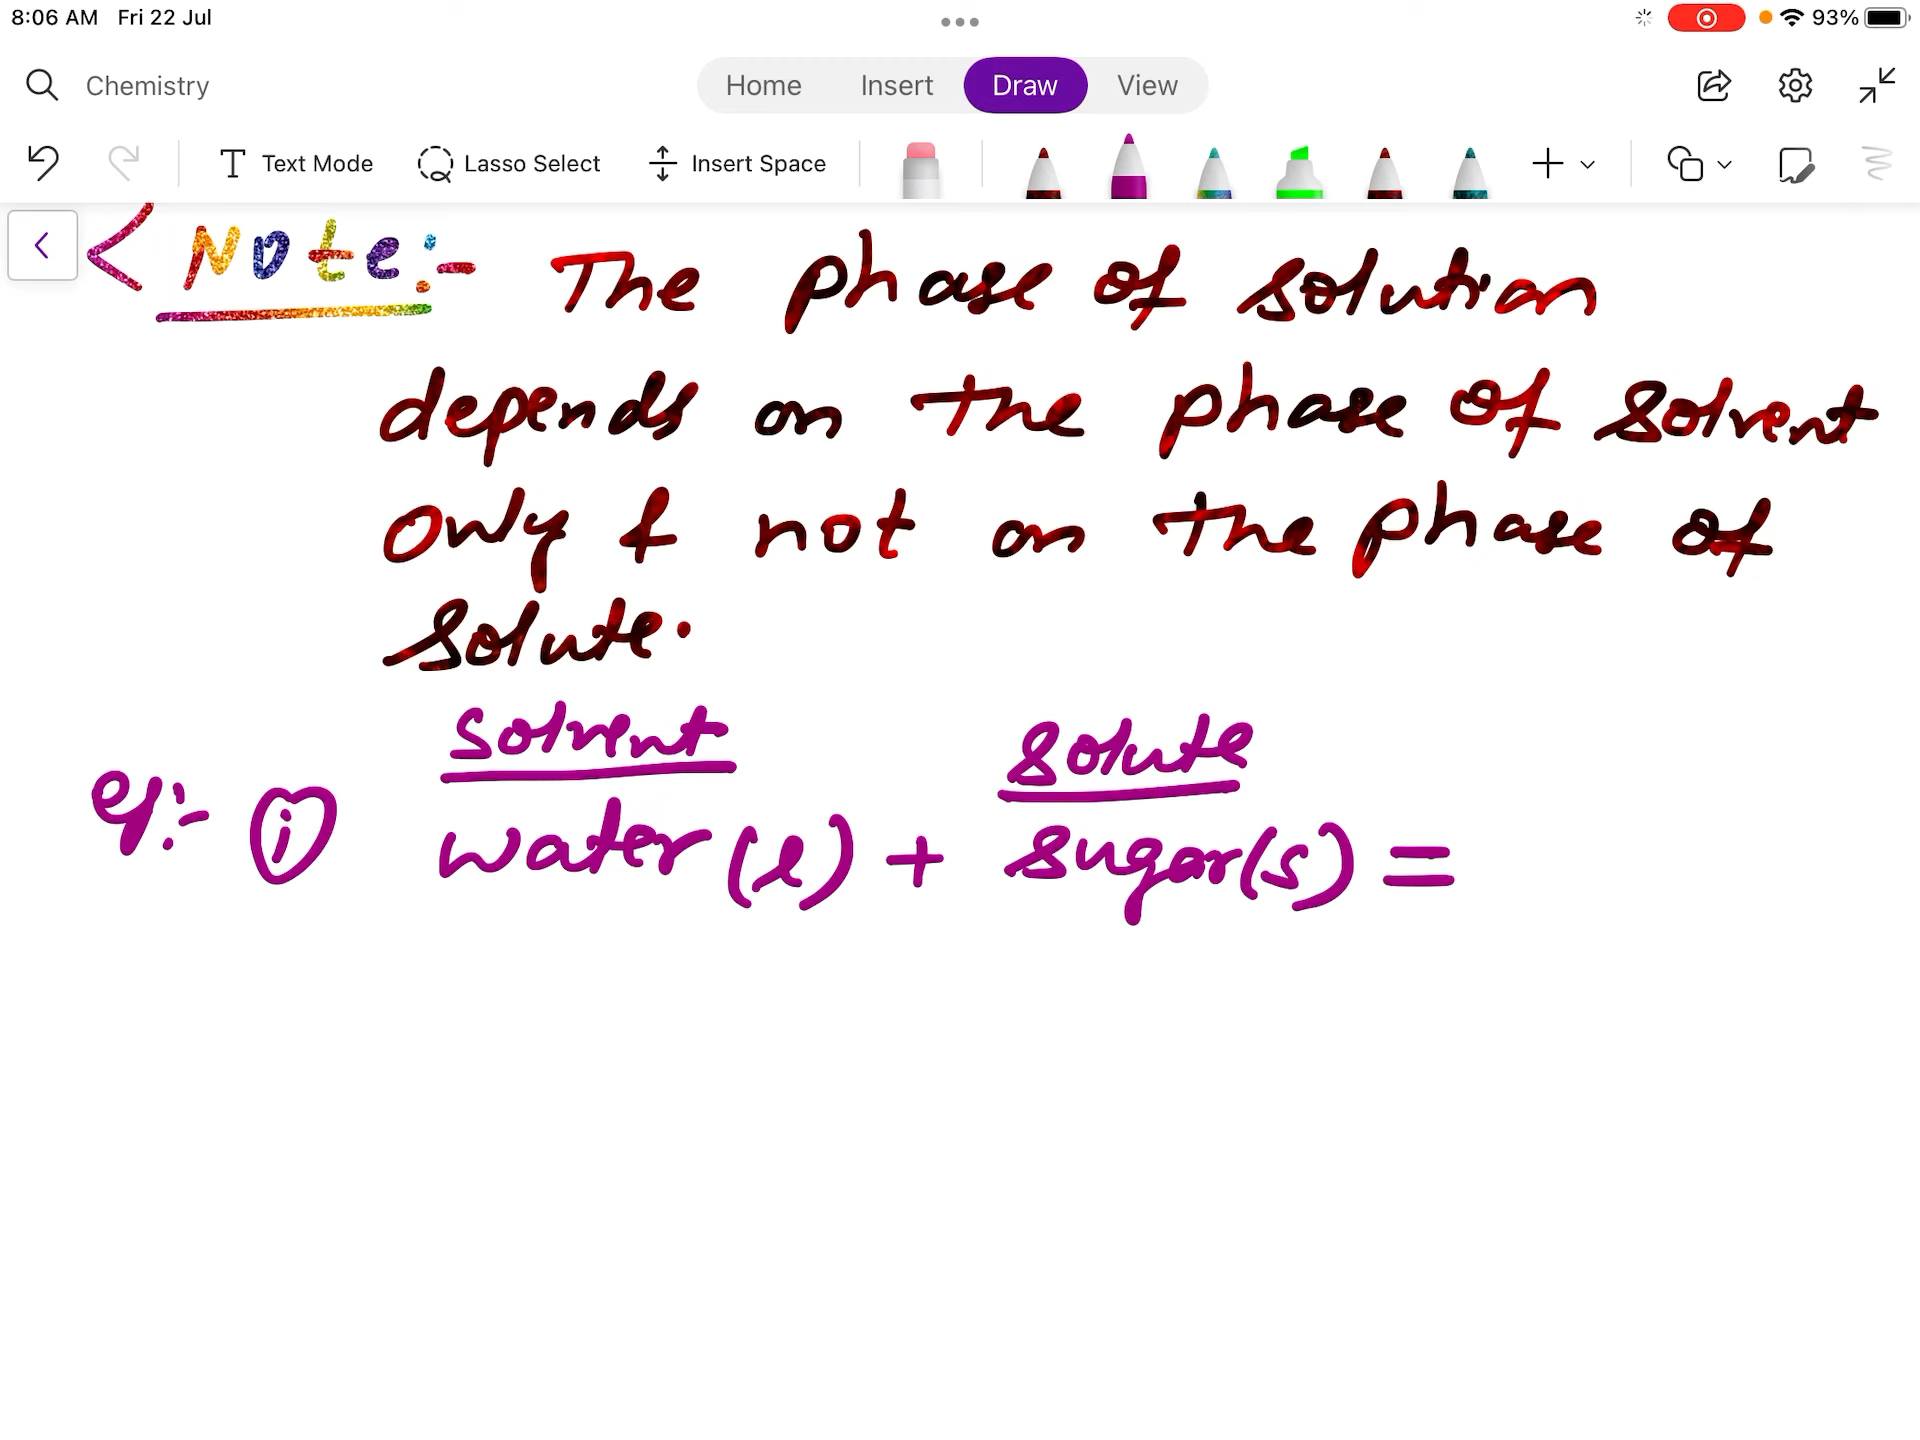 8:06 AM Fri 22 Jul 93%
Chemistry Home Insert Draw View
Text Mode Lasso Select Insert Space
< Note:- The phase of solution
depends on the phase of solvent
only & not on the phase of
solute.
solvent solute
eg:- (i) water (l) + sugar(s) =